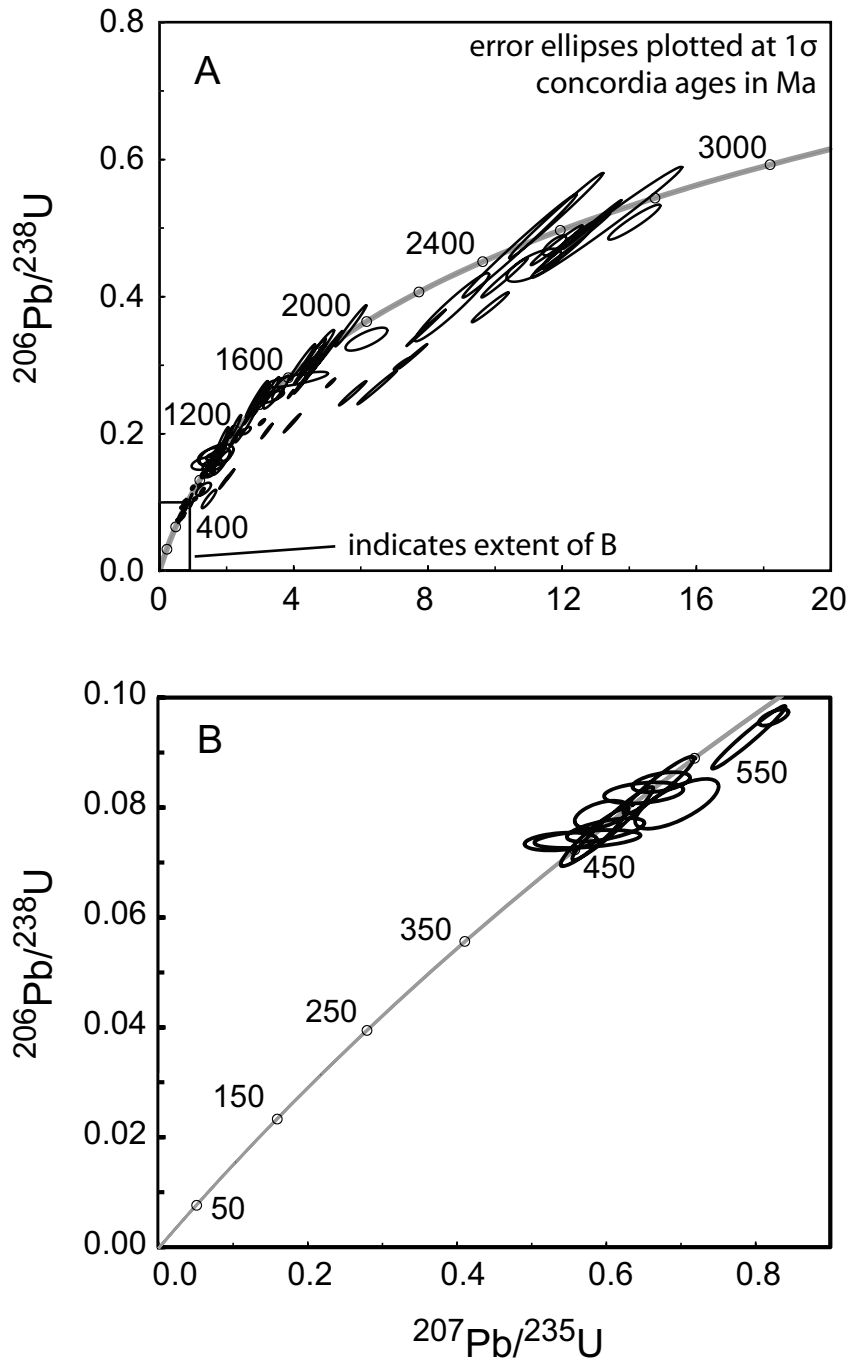 0.8
A
error ellipses plotted at 1σ
concordia ages in Ma
3000
0.6
2400
0.4
2000
1600
1200
0.2
400
indicates extent of B
0.0
0 4 8 12 16 20
206Pb/238U
0.10
B
550
0.08
450
0.06
350
250
0.04
150
0.02
50
0.00
0.0 0.2 0.4 0.6 0.8
206Pb/238U
207Pb/235U